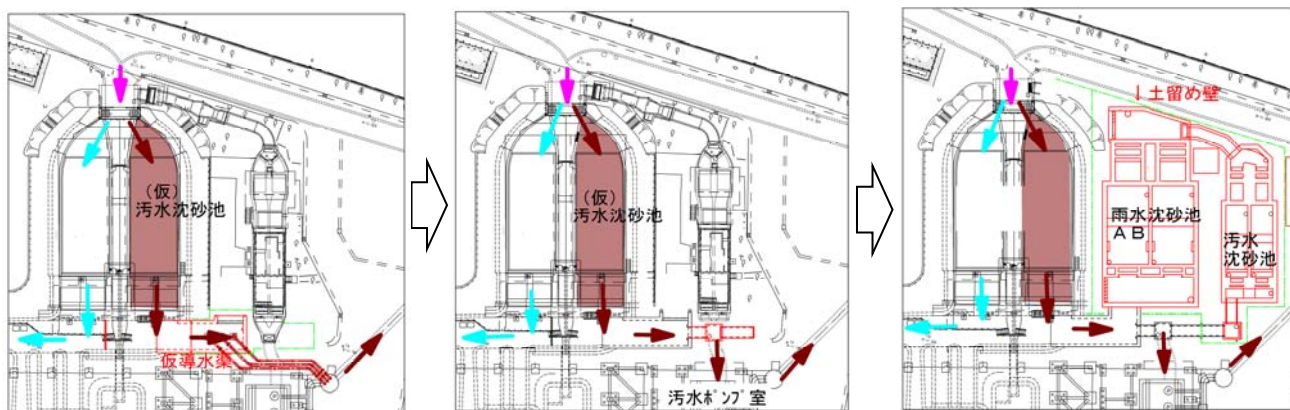 （仮）
汚水沈砂池
仮導水渠
（仮）
汚水沈砂池
汚水ﾎﾟﾝﾌﾟ室
↓土留め壁
雨水沈砂池
ＡＢ
汚水
沈砂池